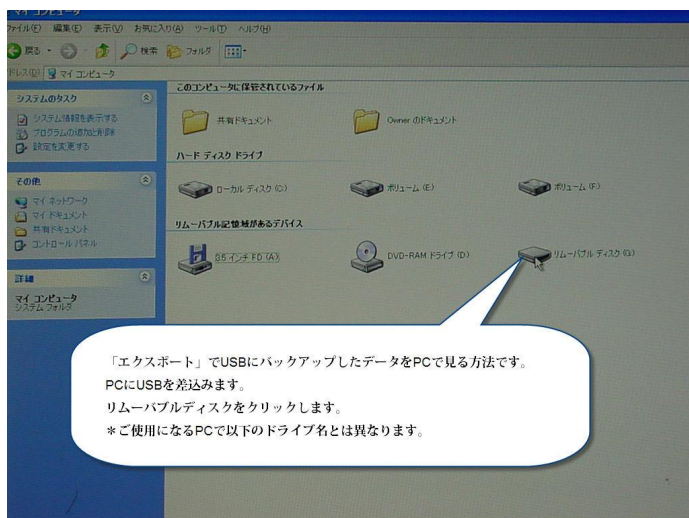 マイ コンピュータ
ファイル(F) 編集(E) 表示(V) お気に入り(A) ツール(T) ヘルプ(H)
戻る 検索 フォルダ
アドレス(D) マイ コンピュータ
システムのタスク
システム情報を表示する
プログラムの追加と削除
設定を変更する
その他
マイ ネットワーク
マイ ドキュメント
共有ドキュメント
コントロール パネル
詳細
マイ コンピュータ
システム フォルダ
このコンピュータに保管されているファイル
共有ドキュメント Owner のドキュメント
ハード ディスク ドライブ
ローカル ディスク (C:) ボリューム (E:) ボリューム (F:)
リムーバブル記憶域があるデバイス
3.5 インチ FD (A:) DVD-RAM ドライブ (D:) リムーバブル ディスク (G:)
「エクスポート」でUSBにバックアップしたデータをPCで見る方法です。
PCにUSBを差込みます。
リムーバブルディスクをクリックします。
＊ご使用になるPCで以下のドライブ名とは異なります。